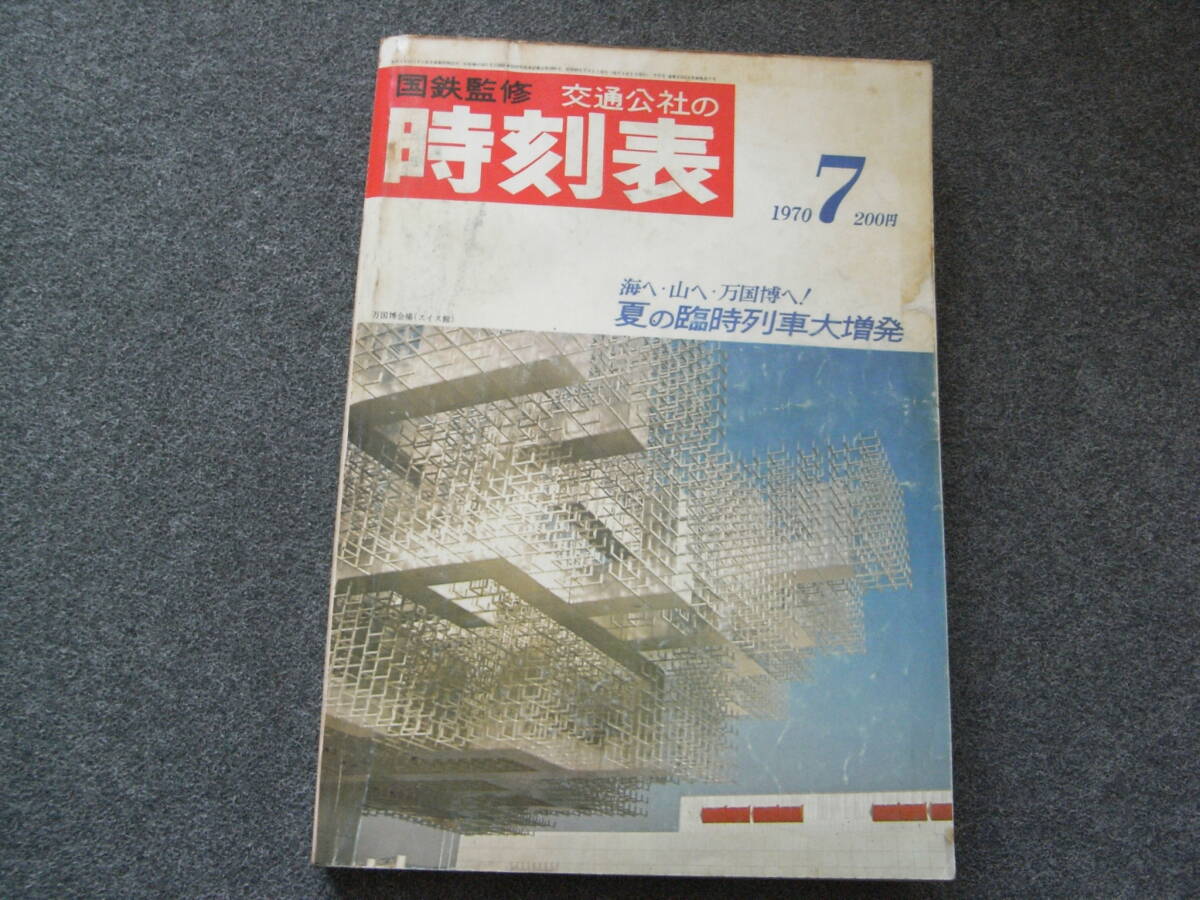 国鉄監修 交通公社の
時刻表
1970 7 200円
海へ・山へ・万国博へ!
夏の臨時列車大増発
万国博会場(スイス館)